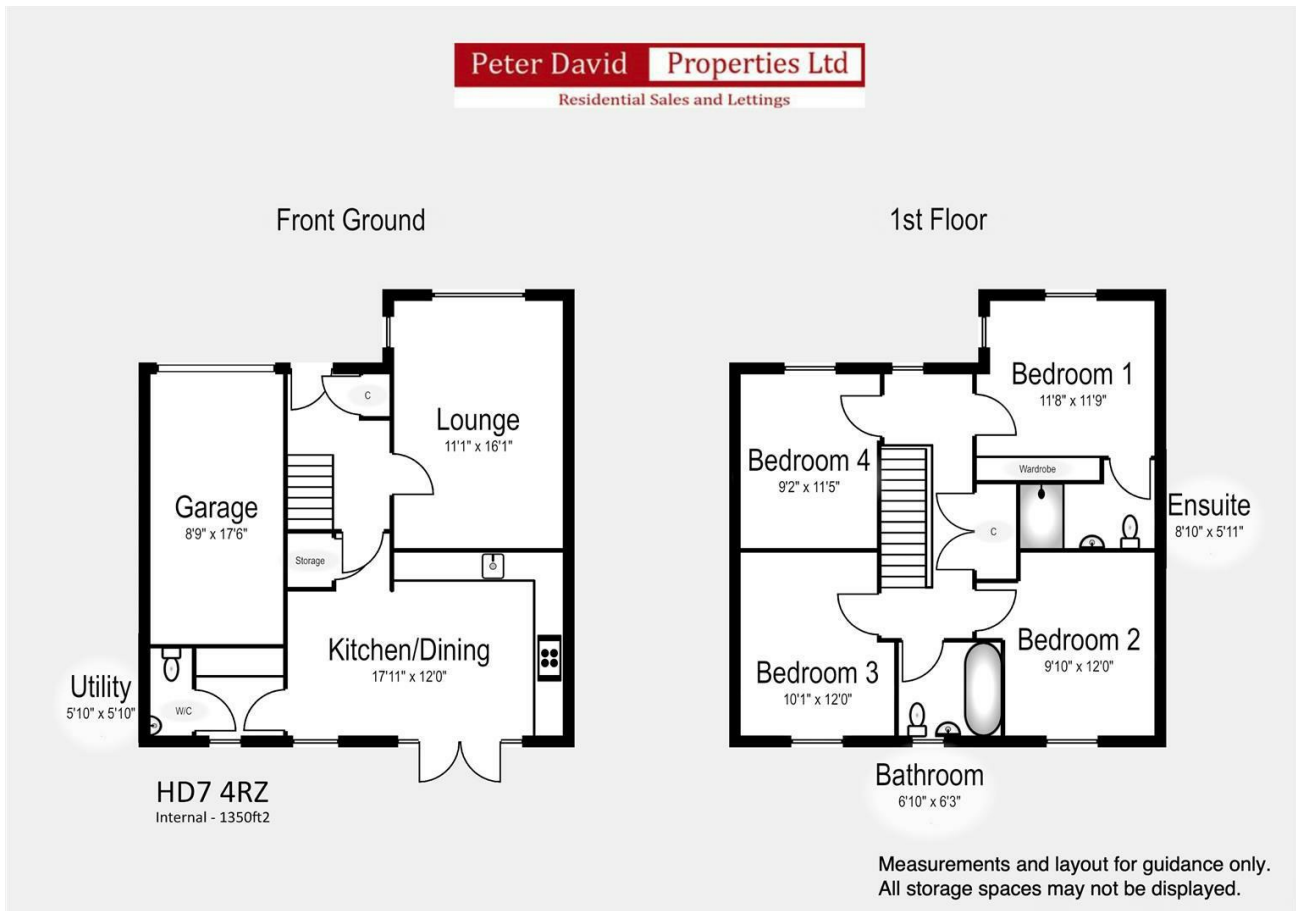 Peter David Properties Ltd
Residential Sales and Lettings
Front Ground
C
Lounge
11'1" x 16'1"
Garage
8'9" x 17'6"
Storage
Kitchen/Dining
17'11" x 12'0"
Utility
5'10" x 5'10"
W/C
HD7 4RZ
Internal - 1350ft2
1st Floor
Bedroom 1
11'8" x 11'9"
Bedroom 4
9'2" x 11'5"
Wardrobe
Ensuite
8'10" x 5'11"
C
Bedroom 2
9'10" x 12'0"
Bedroom 3
10'1" x 12'0"
Bathroom
6'10" x 6'3"
Measurements and layout for guidance only.
All storage spaces may not be displayed.